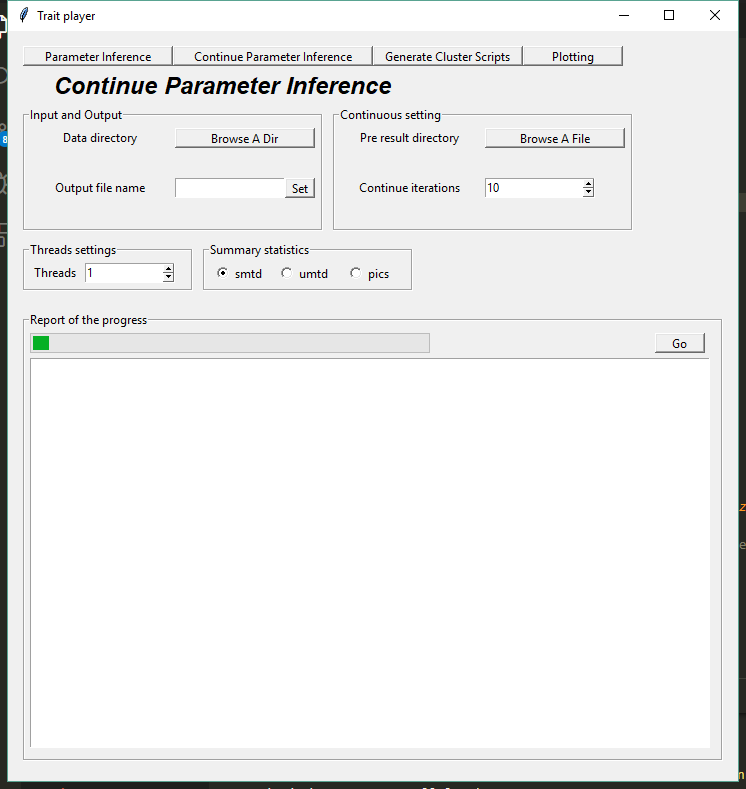 Trait player
Parameter Inference Continue Parameter Inference Generate Cluster Scripts Plotting
Continue Parameter Inference
Input and Output Continuous setting
Data directory Browse A Dir Pre result directory Browse A File
Output file name Set Continue iterations 10
Threads settings Summary statistics
Threads 1 smtd umtd pics
Report of the progress
Go